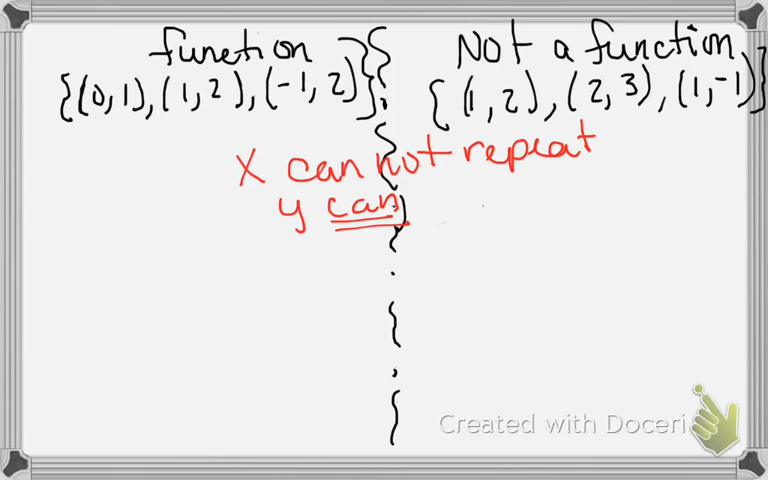 function
{(0,1), (1,2), (-1,2)}
Not a function
{(1,2), (2,3), (1,-1)}
X can not repeat
y can
Created with Doceri